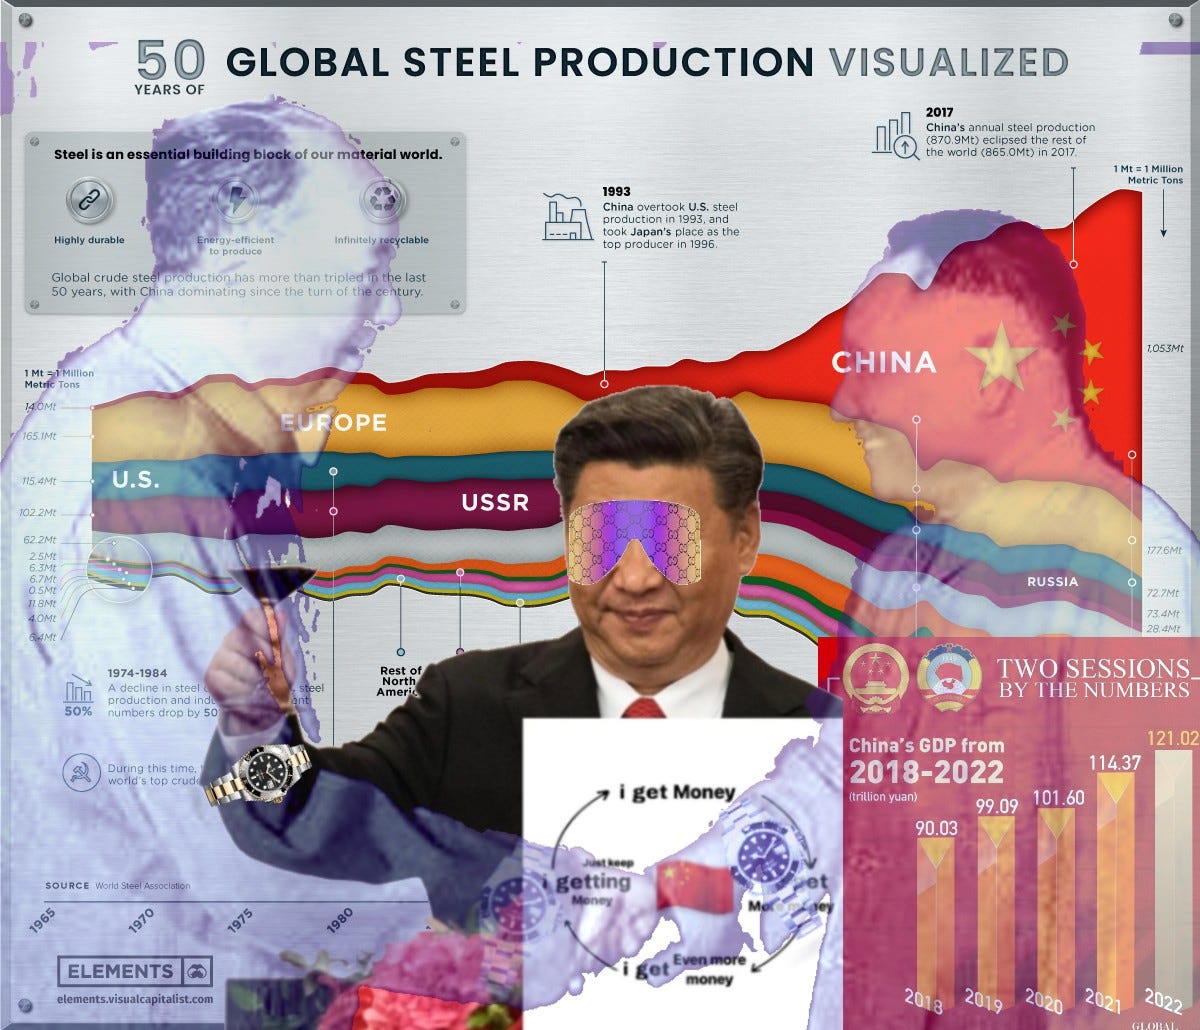 50 GLOBAL STEEL PRODUCTION VISUALIZED
YEARS OF
2017
China's annual steel production
(870.9Mt) eclipsed the rest of
the world (865.0Mt) in 2017.
1 Mt = 1 Million
Metric Tons
Steel is an essential building block of our material world.
Highly durable
Energy-efficient
to produce
Infinitely recyclable
Global crude steel production has more than tripled in the last
50 years, with China dominating since the turn of the century.
1993
China overtook U.S. steel
production in 1993, and
took Japan's place as the
top producer in 1996.
1 Mt = 1 Million
Metric Tons
14.0Mt
165.1Mt
115.4Mt
102.2Mt
62.2Mt
2.5Mt
6.3Mt
6.7Mt
0.5Mt
11.8Mt
4.0Mt
6.4Mt
EUROPE
U.S.
USSR
CHINA
RUSSIA
1,053Mt
177.6Mt
72.7Mt
73.4Mt
28.4Mt
Rest of
North
1974-1984
A decline in steel
steel
production and
numbers drop by 50
50%
During this time,
world's top crude
TWO SESSIONS
BY THE NUMBERS
China's GDP from
2018-2022
(trillion yuan)
90.03
99.09
101.60
114.37
121.02
2018
2019
2020
2021
2022
GLOBAL
i get Money
Just keep
i getting
Money
Even more
i get
money
SOURCE World Steel Association
1965
1970
1975
1980
ELEMENTS
elements.visualcapitalist.com